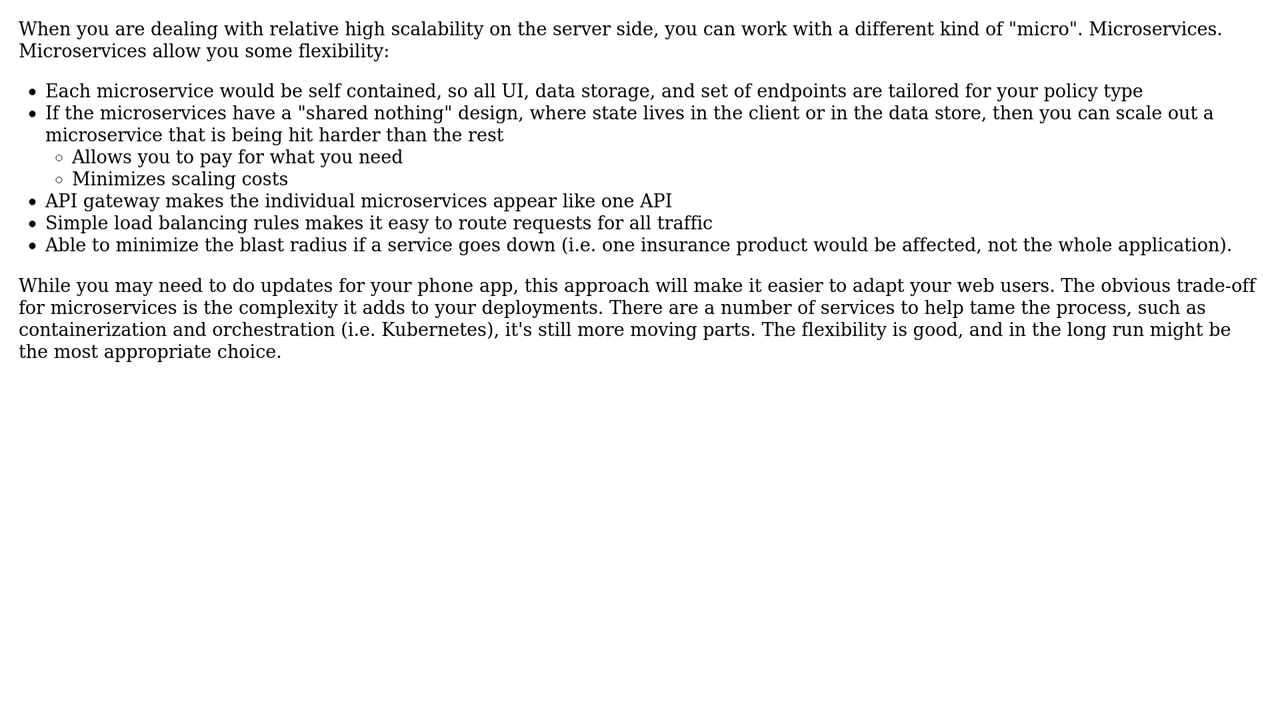 When you are dealing with relative high scalability on the server side, you can work with a different kind of "micro". Microservices.
Microservices allow you some flexibility:
• Each microservice would be self contained, so all UI, data storage, and set of endpoints are tailored for your policy type
• If the microservices have a "shared nothing" design, where state lives in the client or in the data store, then you can scale out a
microservice that is being hit harder than the rest
◦ Allows you to pay for what you need
◦ Minimizes scaling costs
• API gateway makes the individual microservices appear like one API
• Simple load balancing rules makes it easy to route requests for all traffic
• Able to minimize the blast radius if a service goes down (i.e. one insurance product would be affected, not the whole application).
While you may need to do updates for your phone app, this approach will make it easier to adapt your web users. The obvious trade-off
for microservices is the complexity it adds to your deployments. There are a number of services to help tame the process, such as
containerization and orchestration (i.e. Kubernetes), it's still more moving parts. The flexibility is good, and in the long run might be
the most appropriate choice.